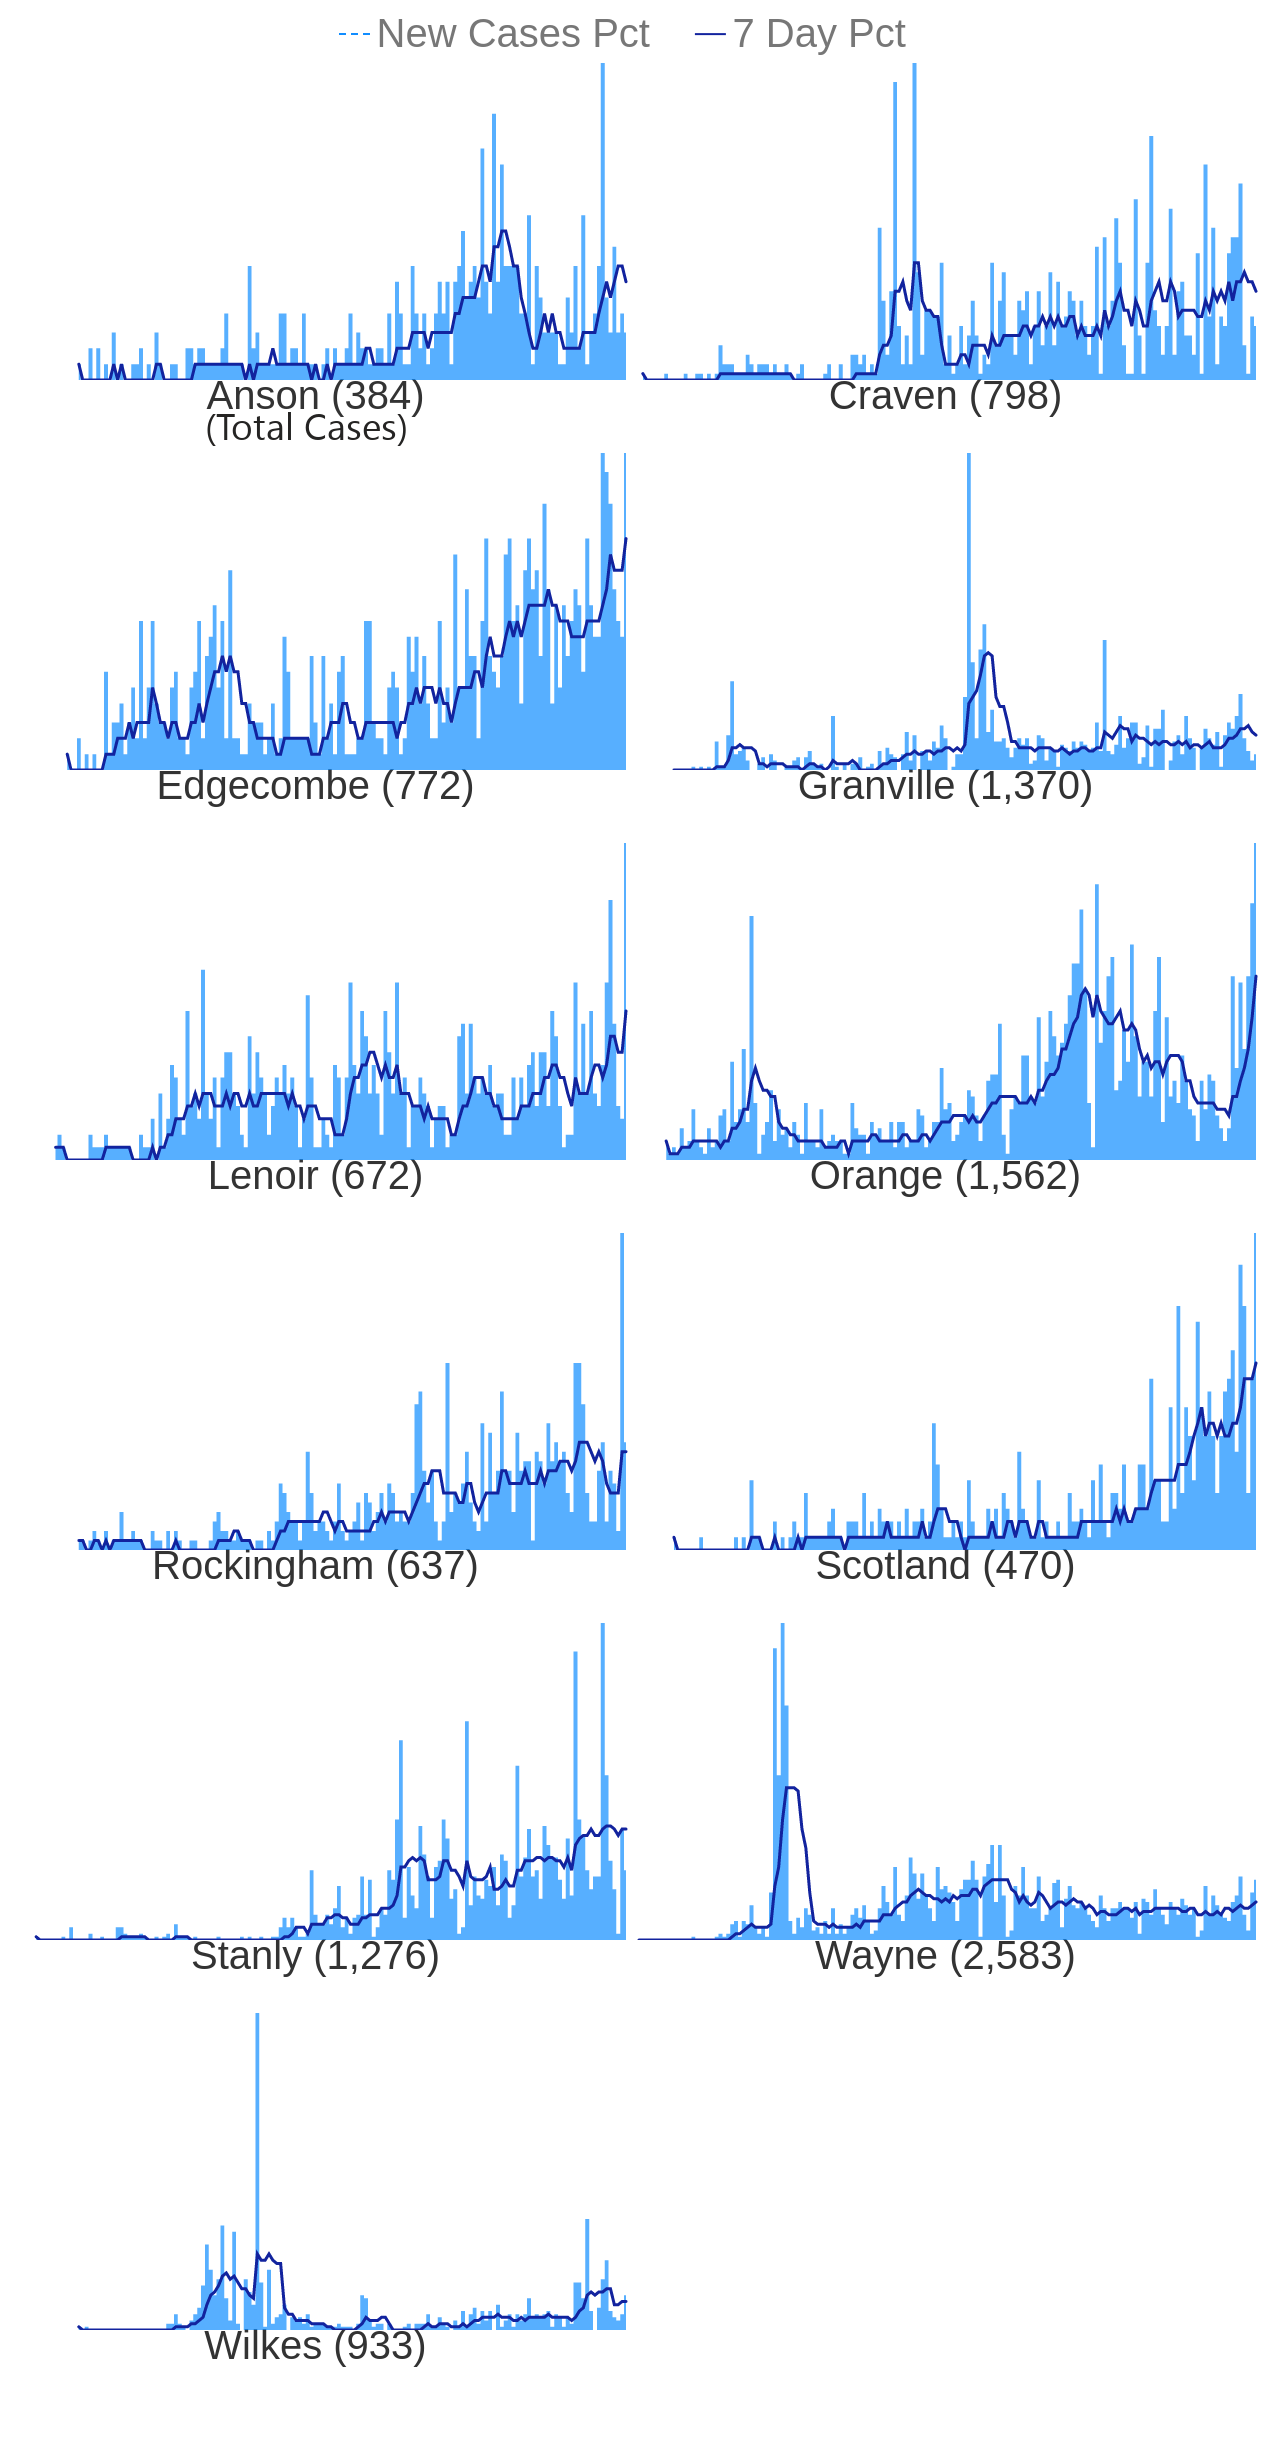 New Cases Pct 7 Day Pct
Anson (384) Craven (798)
(Total Cases)
Edgecombe (772) Granville (1,370)
Lenoir (672) Orange (1,562)
Rockingham (637) Scotland (470)
Stanly (1,276) Wayne (2,583)
Wilkes (933)